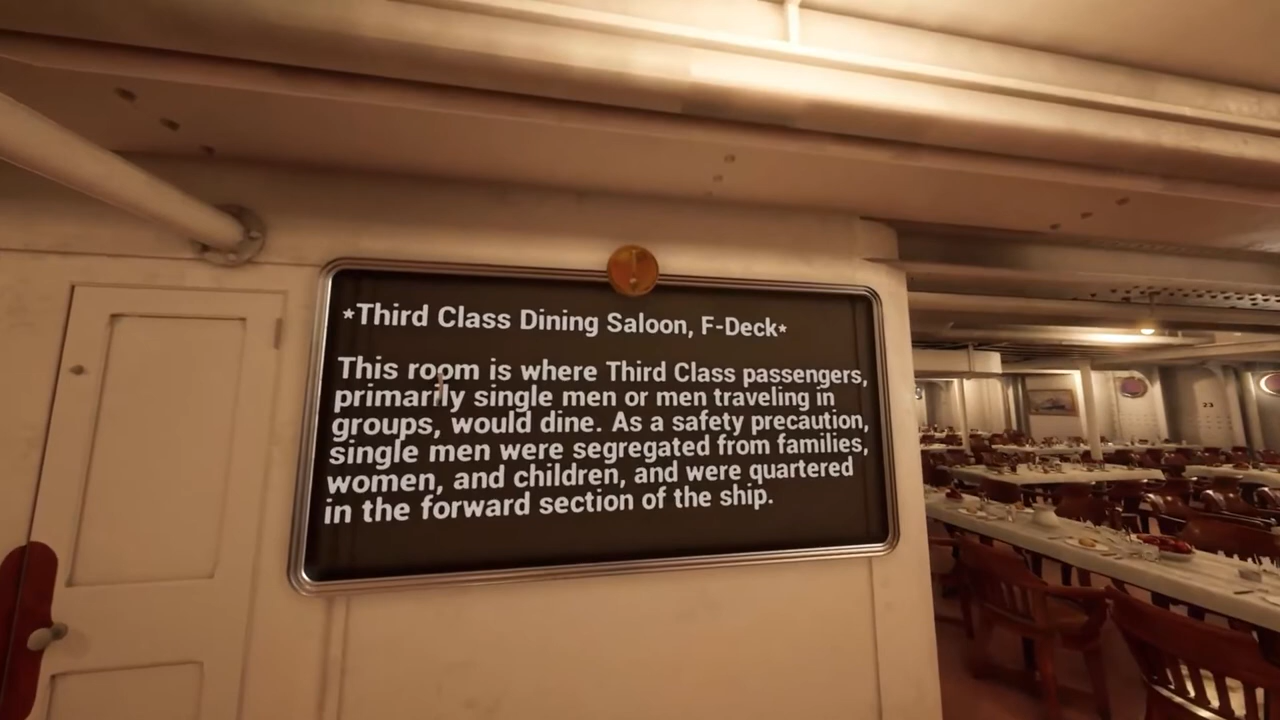 *Third Class Dining Saloon, F-Deck*
This room is where Third Class passengers,
primarily single men or men traveling in
groups, would dine. As a safety precaution,
single men were segregated from families,
women, and children, and were quartered
in the forward section of the ship.
23